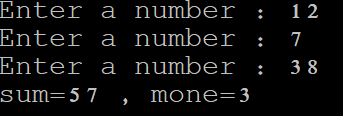 Enter a number : 12
Enter a number : 7
Enter a number : 38
sum=57 , mone=3